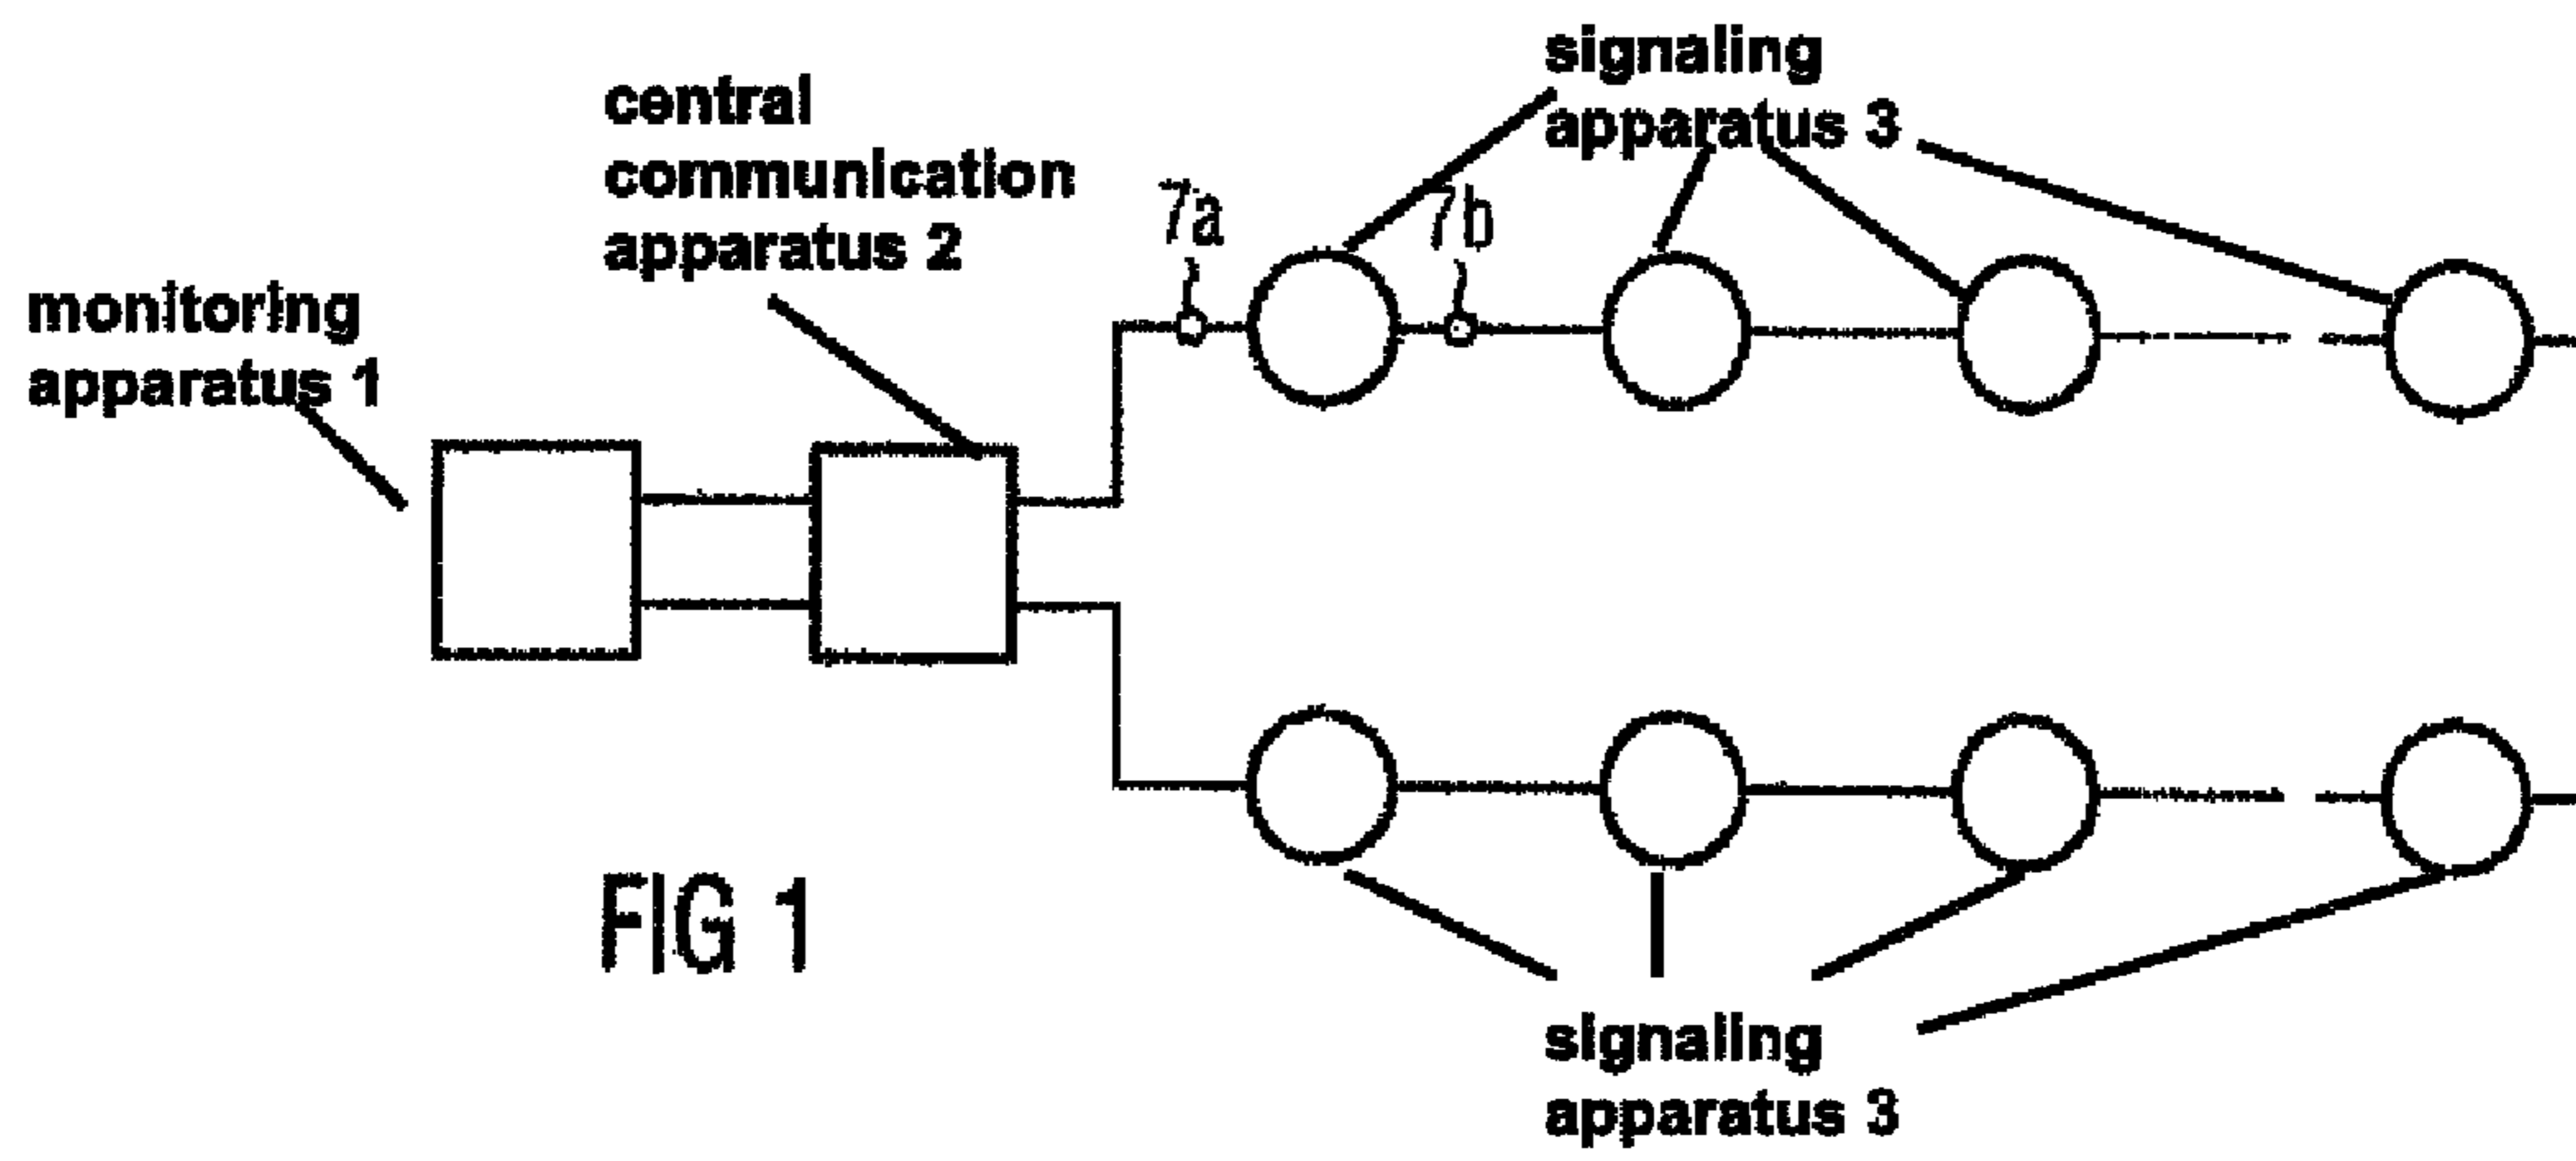 signaling
apparatus 3
central
communication
apparatus 2
7a
7b
monitoring
apparatus 1
FIG 1
signaling
apparatus 3